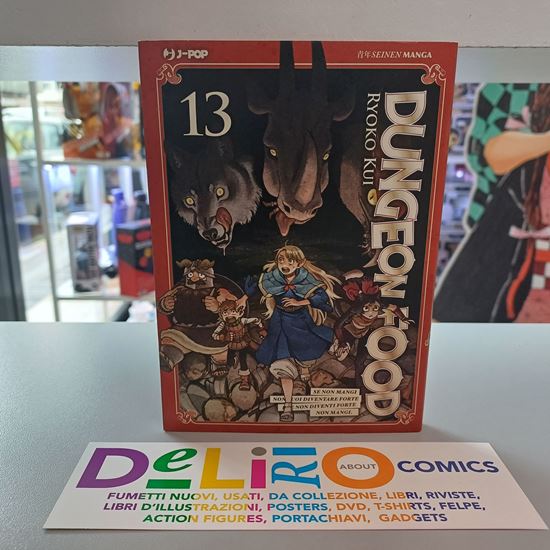 J-POP
青年 SEINEN MANGA
13
DUNGEON FOOD
RYOKO KUI
SE NON MANGI
NON PUOI DIVENTARE FORTE
E SE NON DIVENTI FORTE
NON MANGI.
DELIRIO ABOUT COMICS
FUMETTI NUOVI, USATI, DA COLLEZIONE, LIBRI, RIVISTE,
LIBRI D'ILLUSTRAZIONI, POSTERS, DVD, T-SHIRTS, FELPE,
ACTION FIGURES, PORTACHIAVI, GADGETS